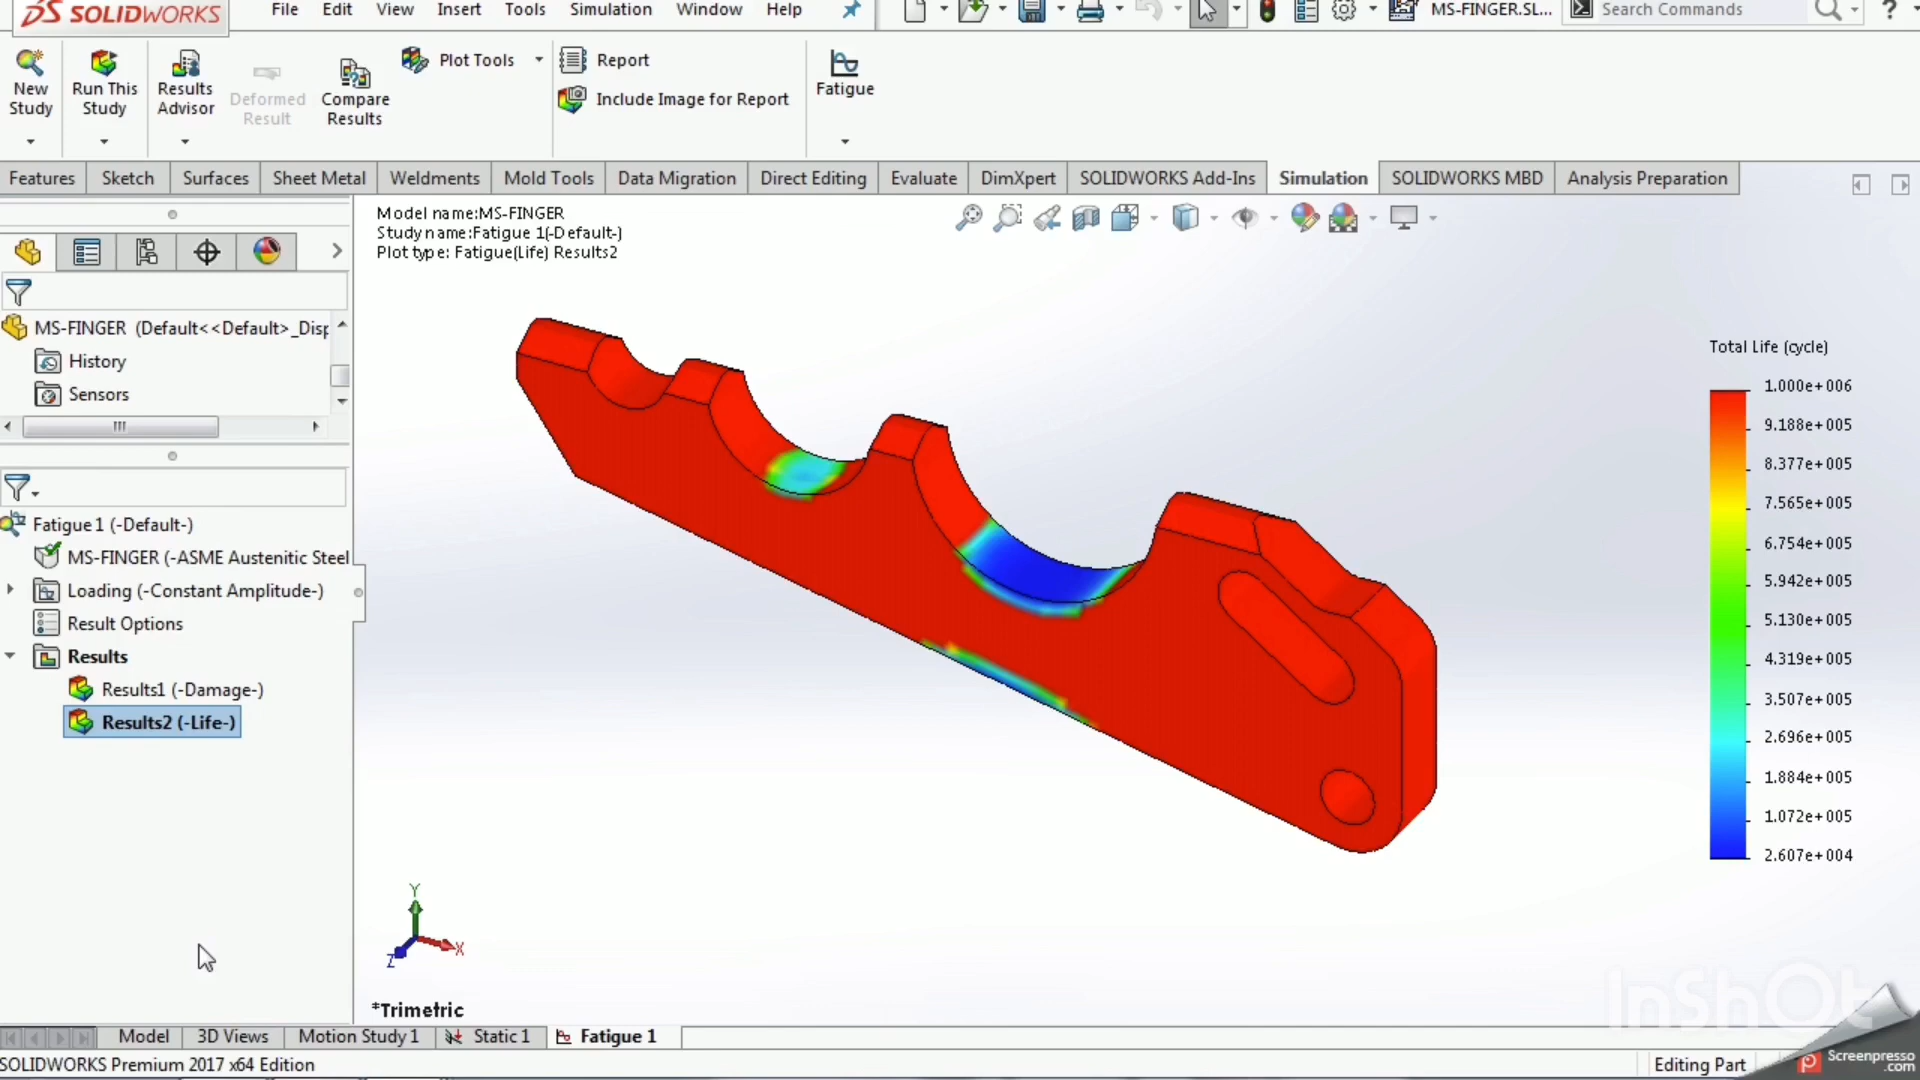 SOLIDWORKS
File Edit View Insert Tools Simulation Window Help
MS-FINGER.SL...
Search Commands
?
New Study
Run This Study
Results Advisor
Deformed Result
Compare Results
Plot Tools
Report
Include Image for Report
Fatigue
Features Sketch Surfaces Sheet Metal Weldments Mold Tools Data Migration Direct Editing Evaluate DimXpert SOLIDWORKS Add-Ins Simulation SOLIDWORKS MBD Analysis Preparation
MS-FINGER (Default<<Default>_Disp
History
Sensors
Fatigue 1 (-Default-)
MS-FINGER (-ASME Austenitic Steel
Loading (-Constant Amplitude-)
Result Options
Results
Results1 (-Damage-)
Results2 (-Life-)
Model name:MS-FINGER
Study name:Fatigue 1(-Default-)
Plot type: Fatigue(Life) Results2
Total Life (cycle)
1.000e+006
9.188e+005
8.377e+005
7.565e+005
6.754e+005
5.942e+005
5.130e+005
4.319e+005
3.507e+005
2.696e+005
1.884e+005
1.072e+005
2.607e+004
Y
X
Z
*Trimetric
InShOt
Model 3D Views Motion Study 1 Static 1 Fatigue 1
SOLIDWORKS Premium 2017 x64 Edition
Editing Part
Screenpresso
.com